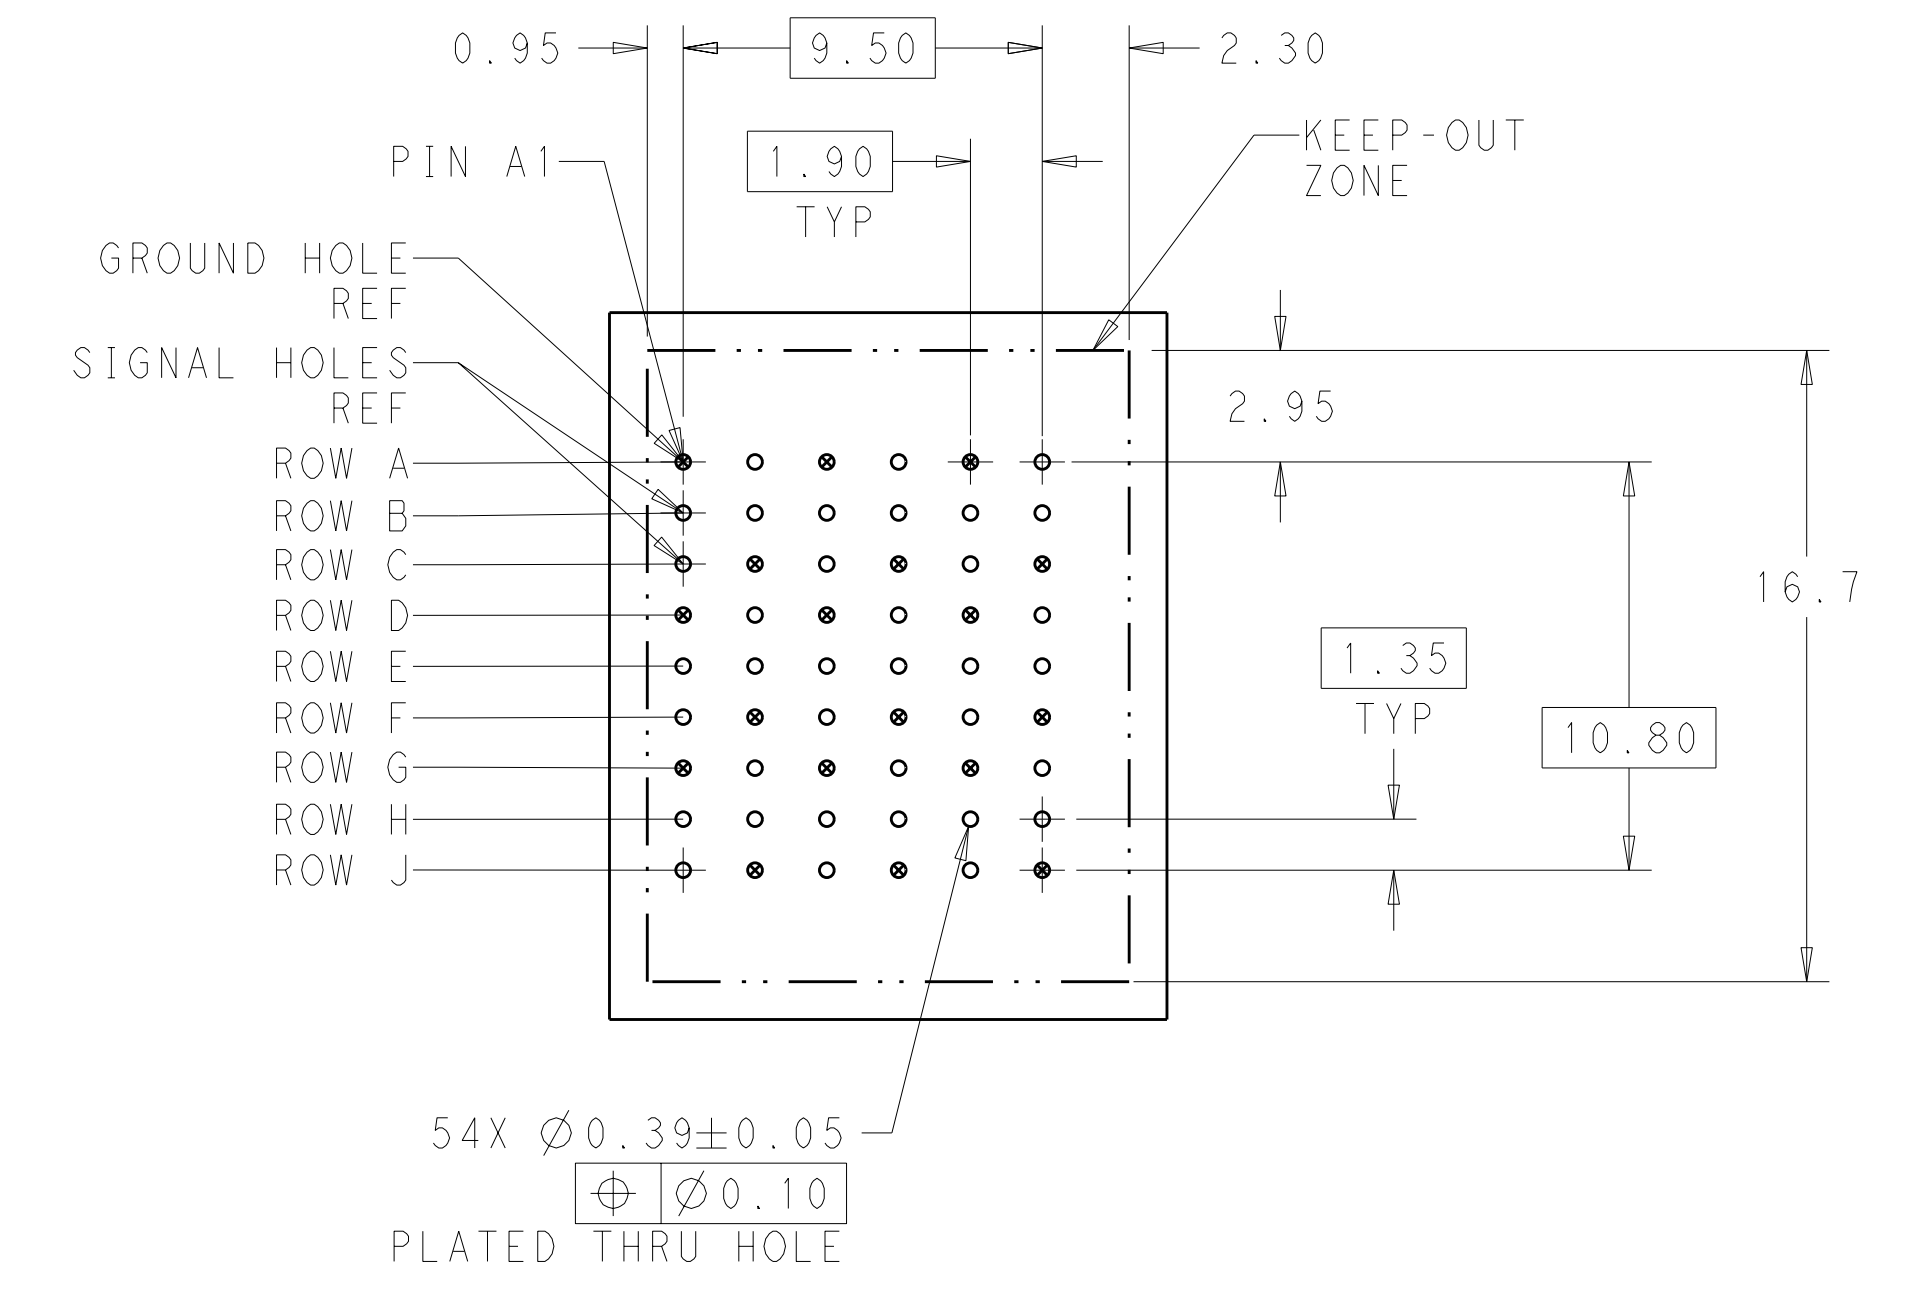 0.95
9.50
2.30
PIN A1
1.90
TYP
KEEP-OUT
ZONE
GROUND HOLE
REF
SIGNAL HOLES
REF
2.95
ROW A
ROW B
ROW C
ROW D
ROW E
ROW F
ROW G
ROW H
ROW J
16.7
1.35
TYP
10.80
54X ⌀0.39±0.05
⌖ ⌀0.10
PLATED THRU HOLE